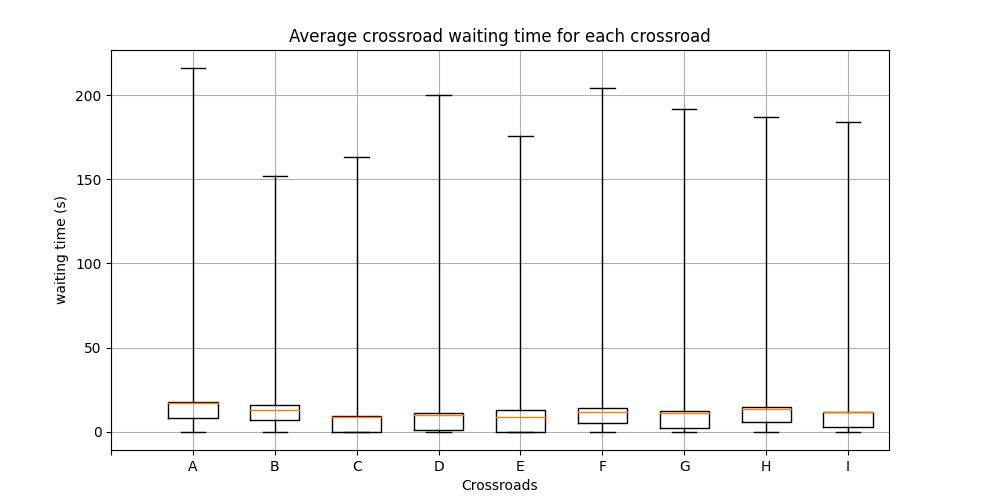 Average crossroad waiting time for each crossroad
200
150
100
50
0
waiting time (s)
A B C D E F G H I
Crossroads